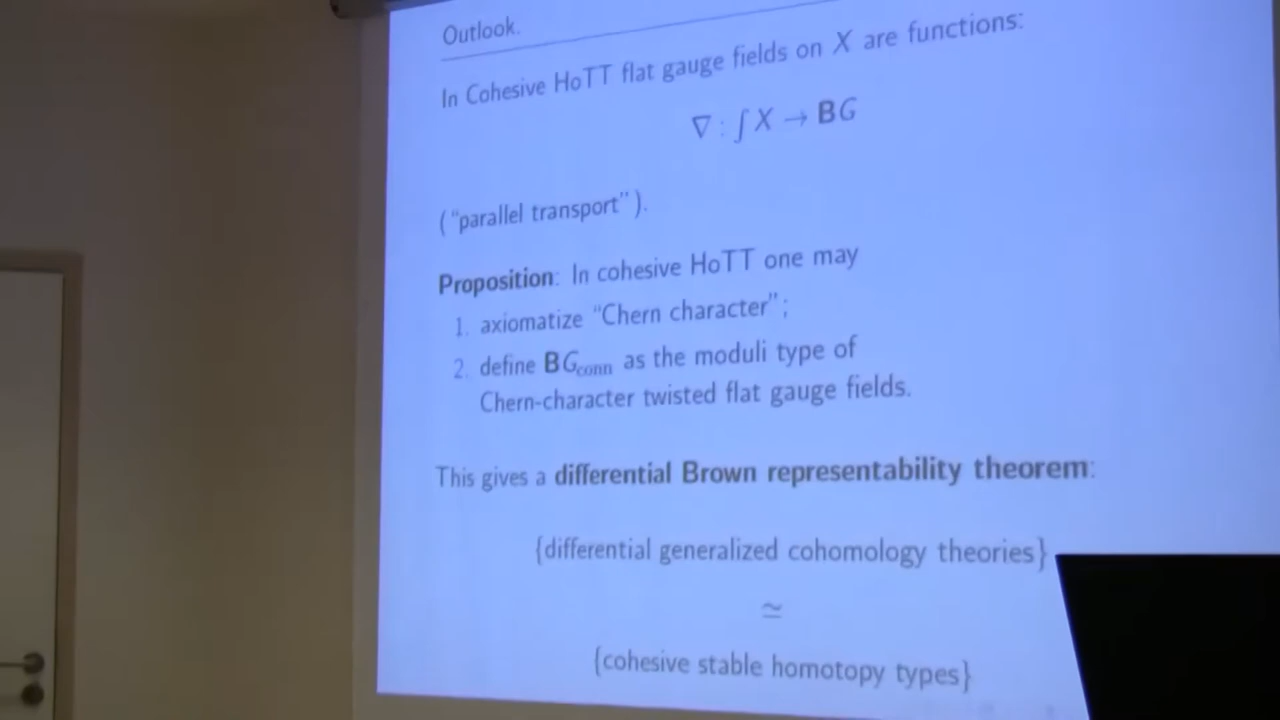 Outlook.
In Cohesive HoTT flat gauge fields on X are functions:
∇ : ∫X → BG
("parallel transport").
Proposition: In cohesive HoTT one may
1. axiomatize "Chern character";
2. define BG_conn as the moduli type of
Chern-character twisted flat gauge fields.
This gives a differential Brown representability theorem:
{differential generalized cohomology theories}
≃
{cohesive stable homotopy types}